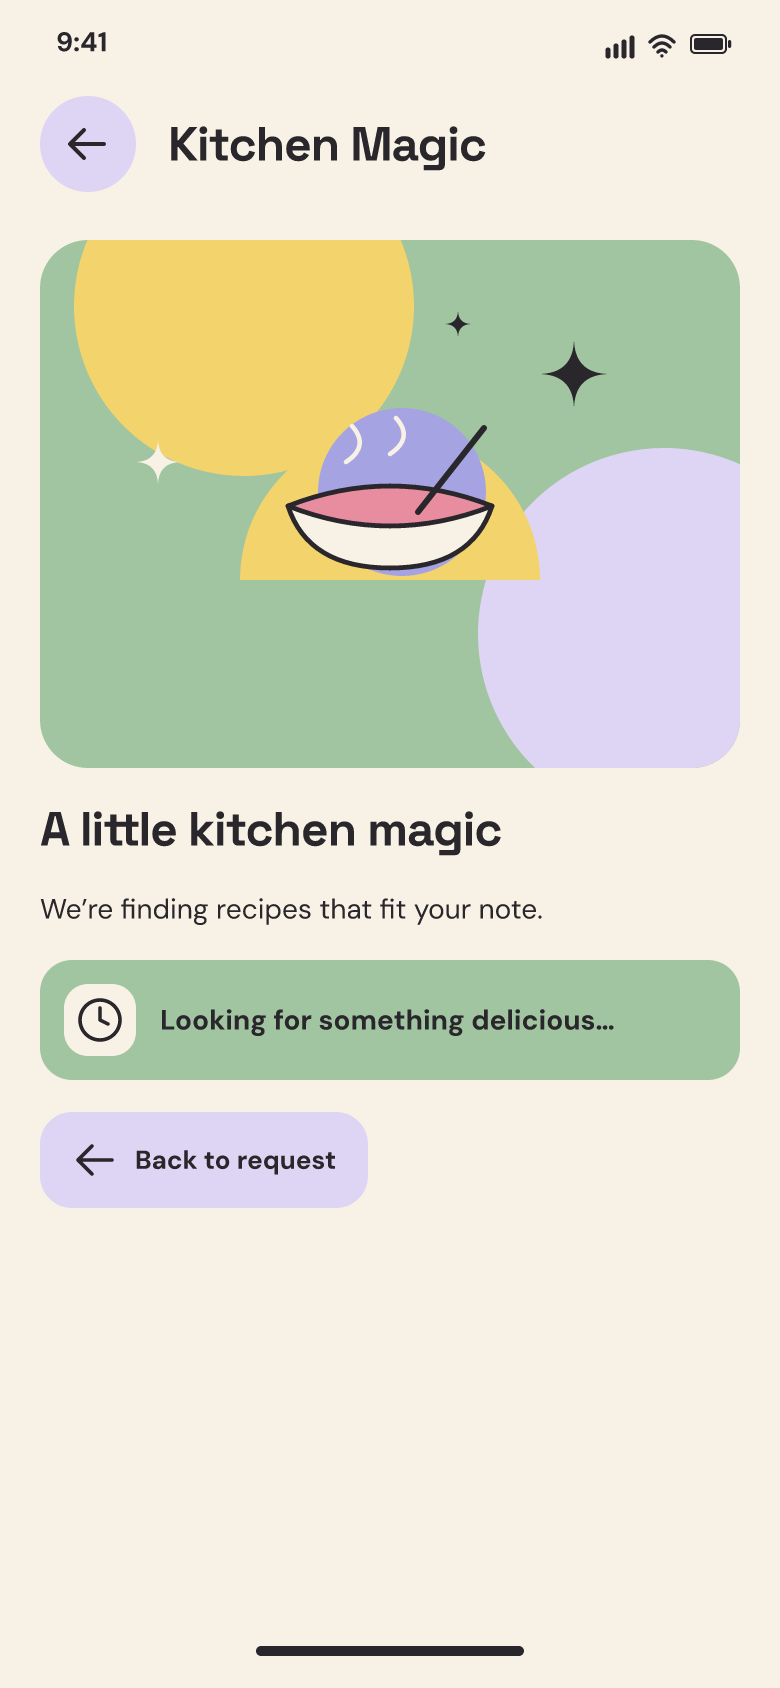 9:41
Kitchen Magic
A little kitchen magic
We’re finding recipes that fit your note.
Looking for something delicious...
Back to request